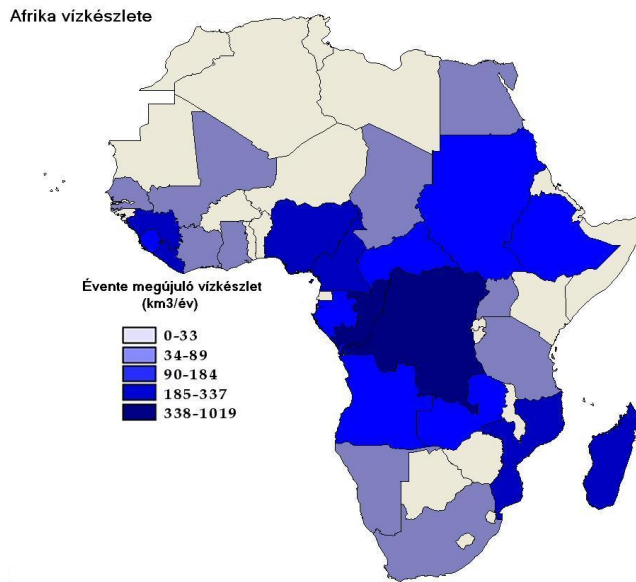 Afrika vízkészlete
Évente megújuló vízkészlet
(km3/év)
0-33
34-89
90-184
185-337
338-1019